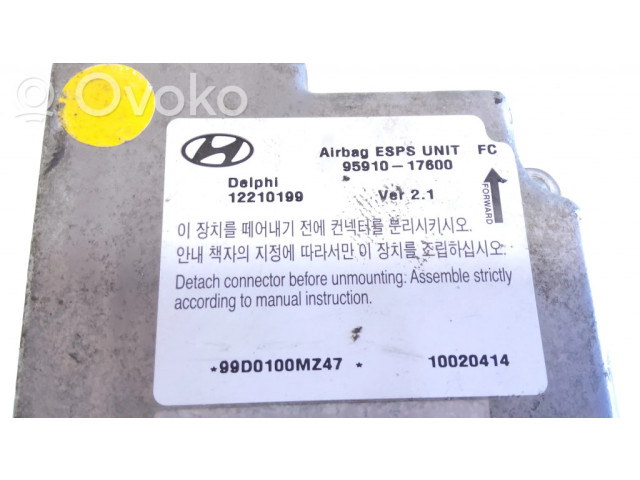 Ovoko
Airbag ESPS UNIT FC
95910-17600
Delphi
12210199
Ver 2.1
FORWARD
이 장치를 떼어내기 전에 컨넥터를 분리시키시오.
안내 책자의 지정에 따라서만 이 장치를 조립하십시오.
Detach connector before unmounting: Assemble strictly
according to manual instruction.
*99D0100MZ47*
10020414